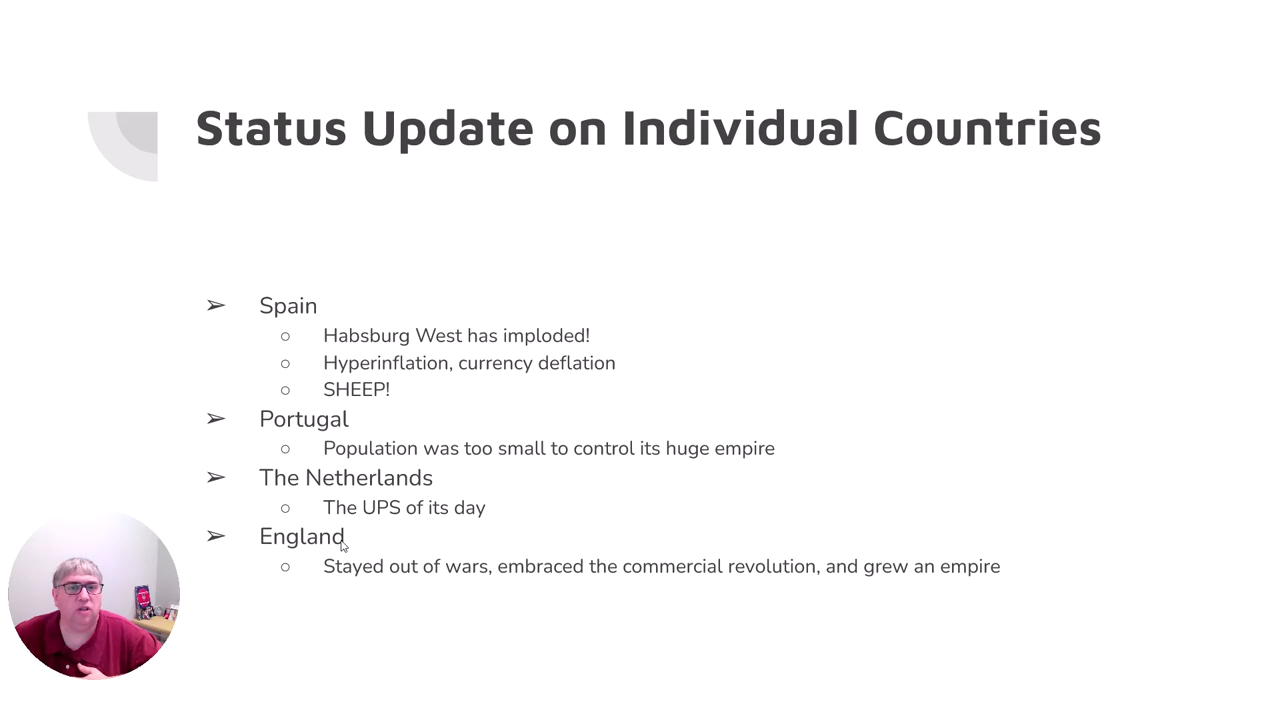 Status Update on Individual Countries
➢ Spain
○ Habsburg West has imploded!
○ Hyperinflation, currency deflation
○ SHEEP!
➢ Portugal
○ Population was too small to control its huge empire
➢ The Netherlands
○ The UPS of its day
➢ England
○ Stayed out of wars, embraced the commercial revolution, and grew an empire